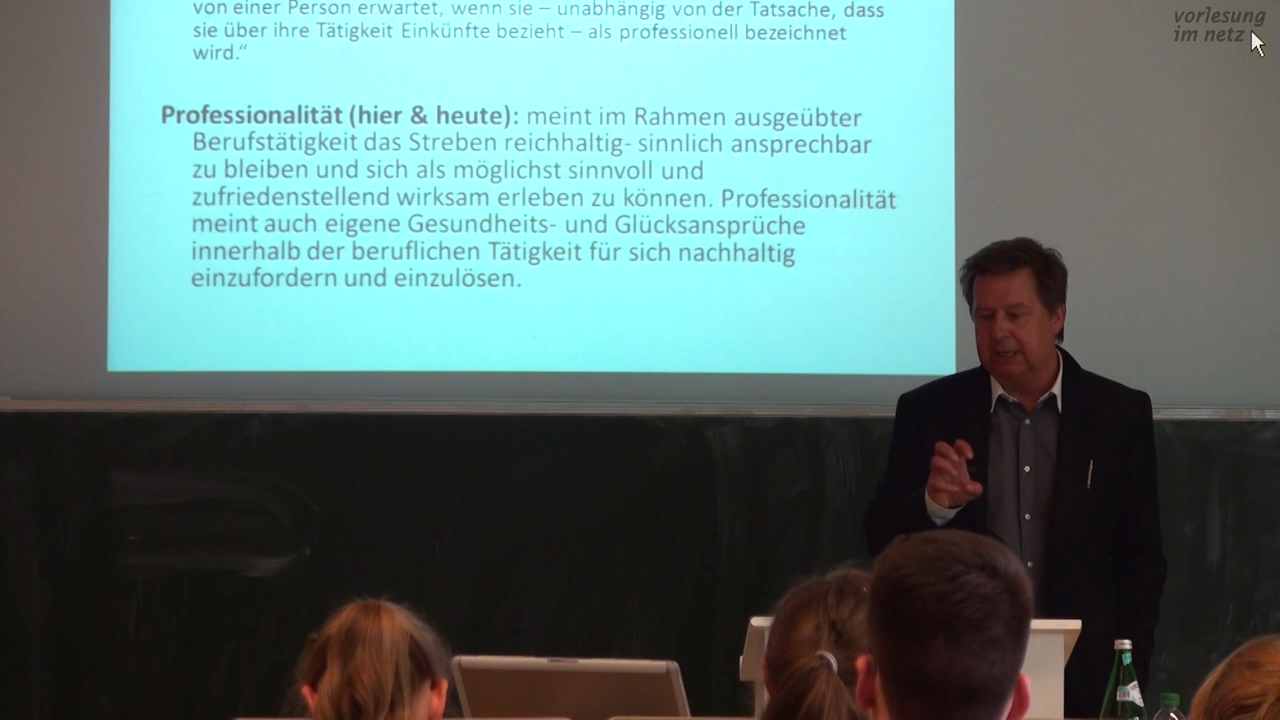 von einer Person erwartet, wenn sie – unabhängig von der Tatsache, dass
sie über ihre Tätigkeit Einkünfte bezieht – als professionell bezeichnet
wird.“
Professionalität (hier & heute): meint im Rahmen ausgeübter
Berufstätigkeit das Streben reichhaltig- sinnlich ansprechbar
zu bleiben und sich als möglichst sinnvoll und
zufriedenstellend wirksam erleben zu können. Professionalität
meint auch eigene Gesundheits- und Glücksansprüche
innerhalb der beruflichen Tätigkeit für sich nachhaltig
einzufordern und einzulösen.
vorlesung
im netz